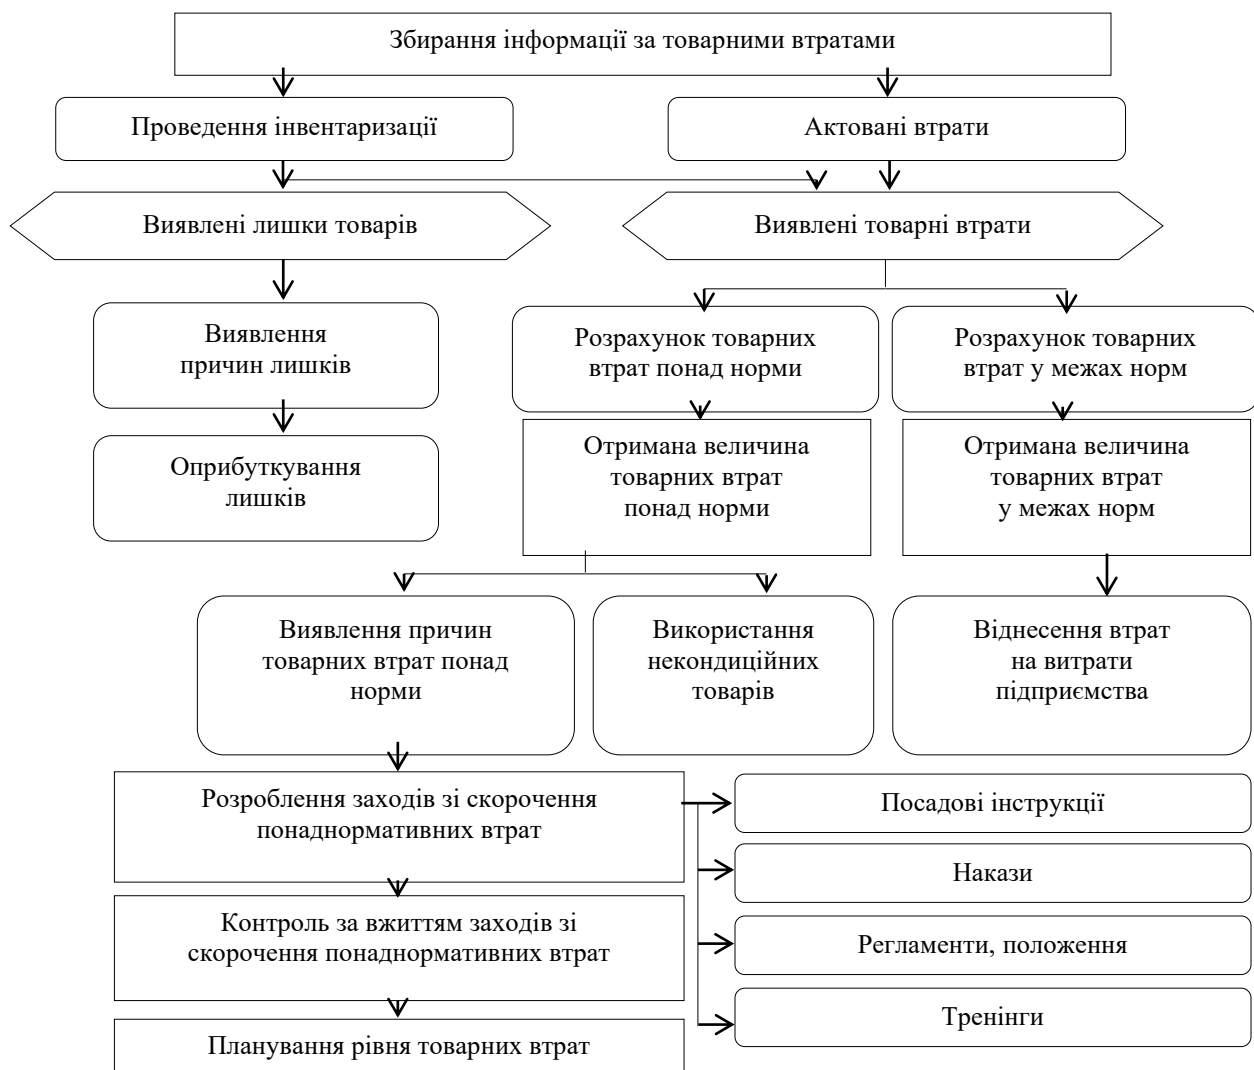 Збирання інформації за товарними втратами
Проведення інвентаризації
Актовані втрати
Виявлені лишки товарів
Виявлені товарні втрати
Виявлення
причин лишків
Розрахунок товарних
втрат понад норми
Розрахунок товарних
втрат у межах норм
Оприбуткування
лишків
Отримана величина
товарних втрат
понад норми
Отримана величина
товарних втрат
у межах норм
Виявлення причин
товарних втрат понад
норми
Використання
некондиційних
товарів
Віднесення втрат
на витрати
підприємства
Розроблення заходів зі скорочення
понаднормативних втрат
Посадові інструкції
Накази
Контроль за вжиттям заходів зі
скорочення понаднормативних втрат
Регламенти, положення
Тренінги
Планування рівня товарних втрат